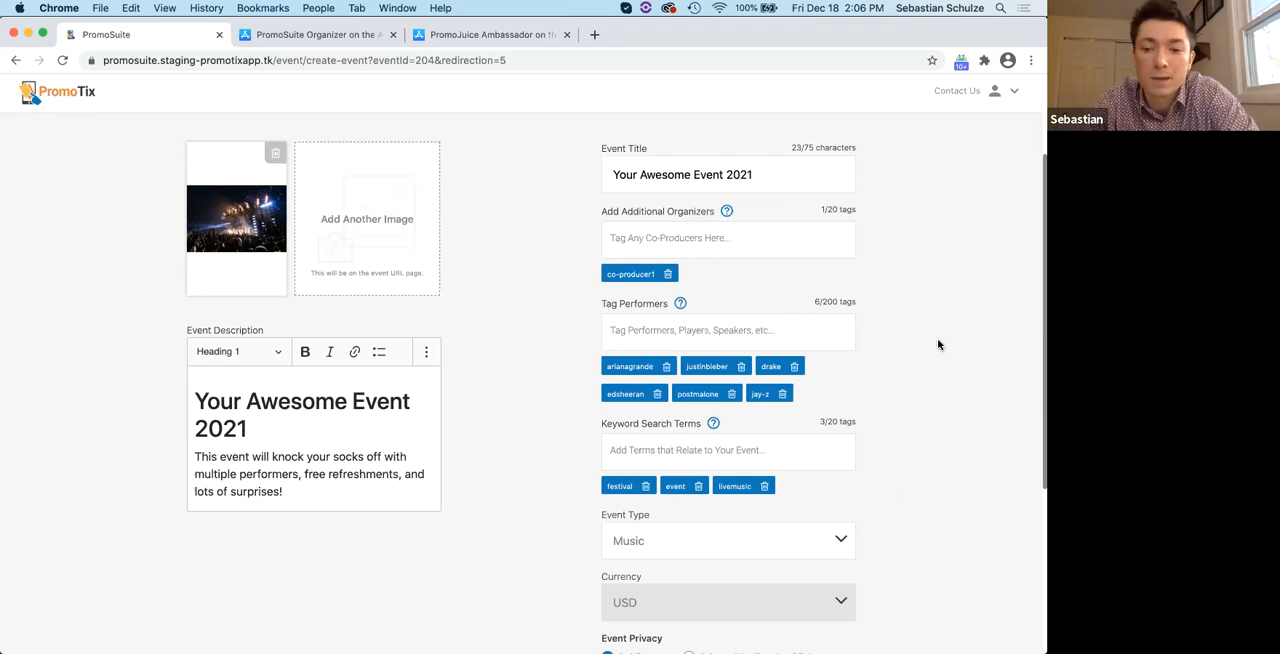 Chrome File Edit View History Bookmarks People Tab Window Help 100% Fri Dec 18 2:06 PM Sebastian Schulze
PromoSuite PromoSuite Organizer on the A PromoJuice Ambassador on th
promosuite.staging-promotixapp.tk/event/create-event?eventId=204&redirection=5 10+
PromoTix Contact Us
Sebastian
Add Another Image
This will be on the event URL page.
Event Description
Heading 1 B I
Your Awesome Event
2021
This event will knock your socks off with
multiple performers, free refreshments, and
lots of surprises!
Event Title 23/75 characters
Your Awesome Event 2021
Add Additional Organizers ? 1/20 tags
Tag Any Co-Producers Here...
co-producer1
Tag Performers ? 6/200 tags
Tag Performers, Players, Speakers, etc...
arianagrande justinbieber drake
edsheeran postmalone jay-z
Keyword Search Terms ? 3/20 tags
Add Terms that Relate to Your Event...
festival event livemusic
Event Type
Music
Currency
USD
Event Privacy